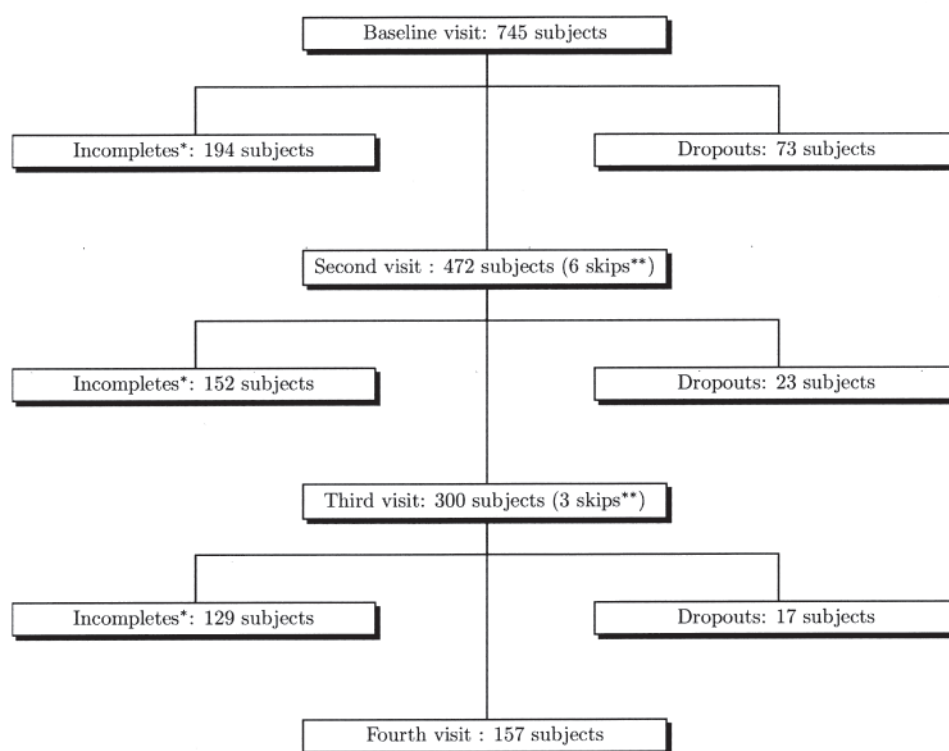 Baseline visit: 745 subjects
Incompletes*: 194 subjects
Dropouts: 73 subjects
Second visit : 472 subjects (6 skips**)
Incompletes*: 152 subjects
Dropouts: 23 subjects
Third visit: 300 subjects (3 skips**)
Incompletes*: 129 subjects
Dropouts: 17 subjects
Fourth visit : 157 subjects